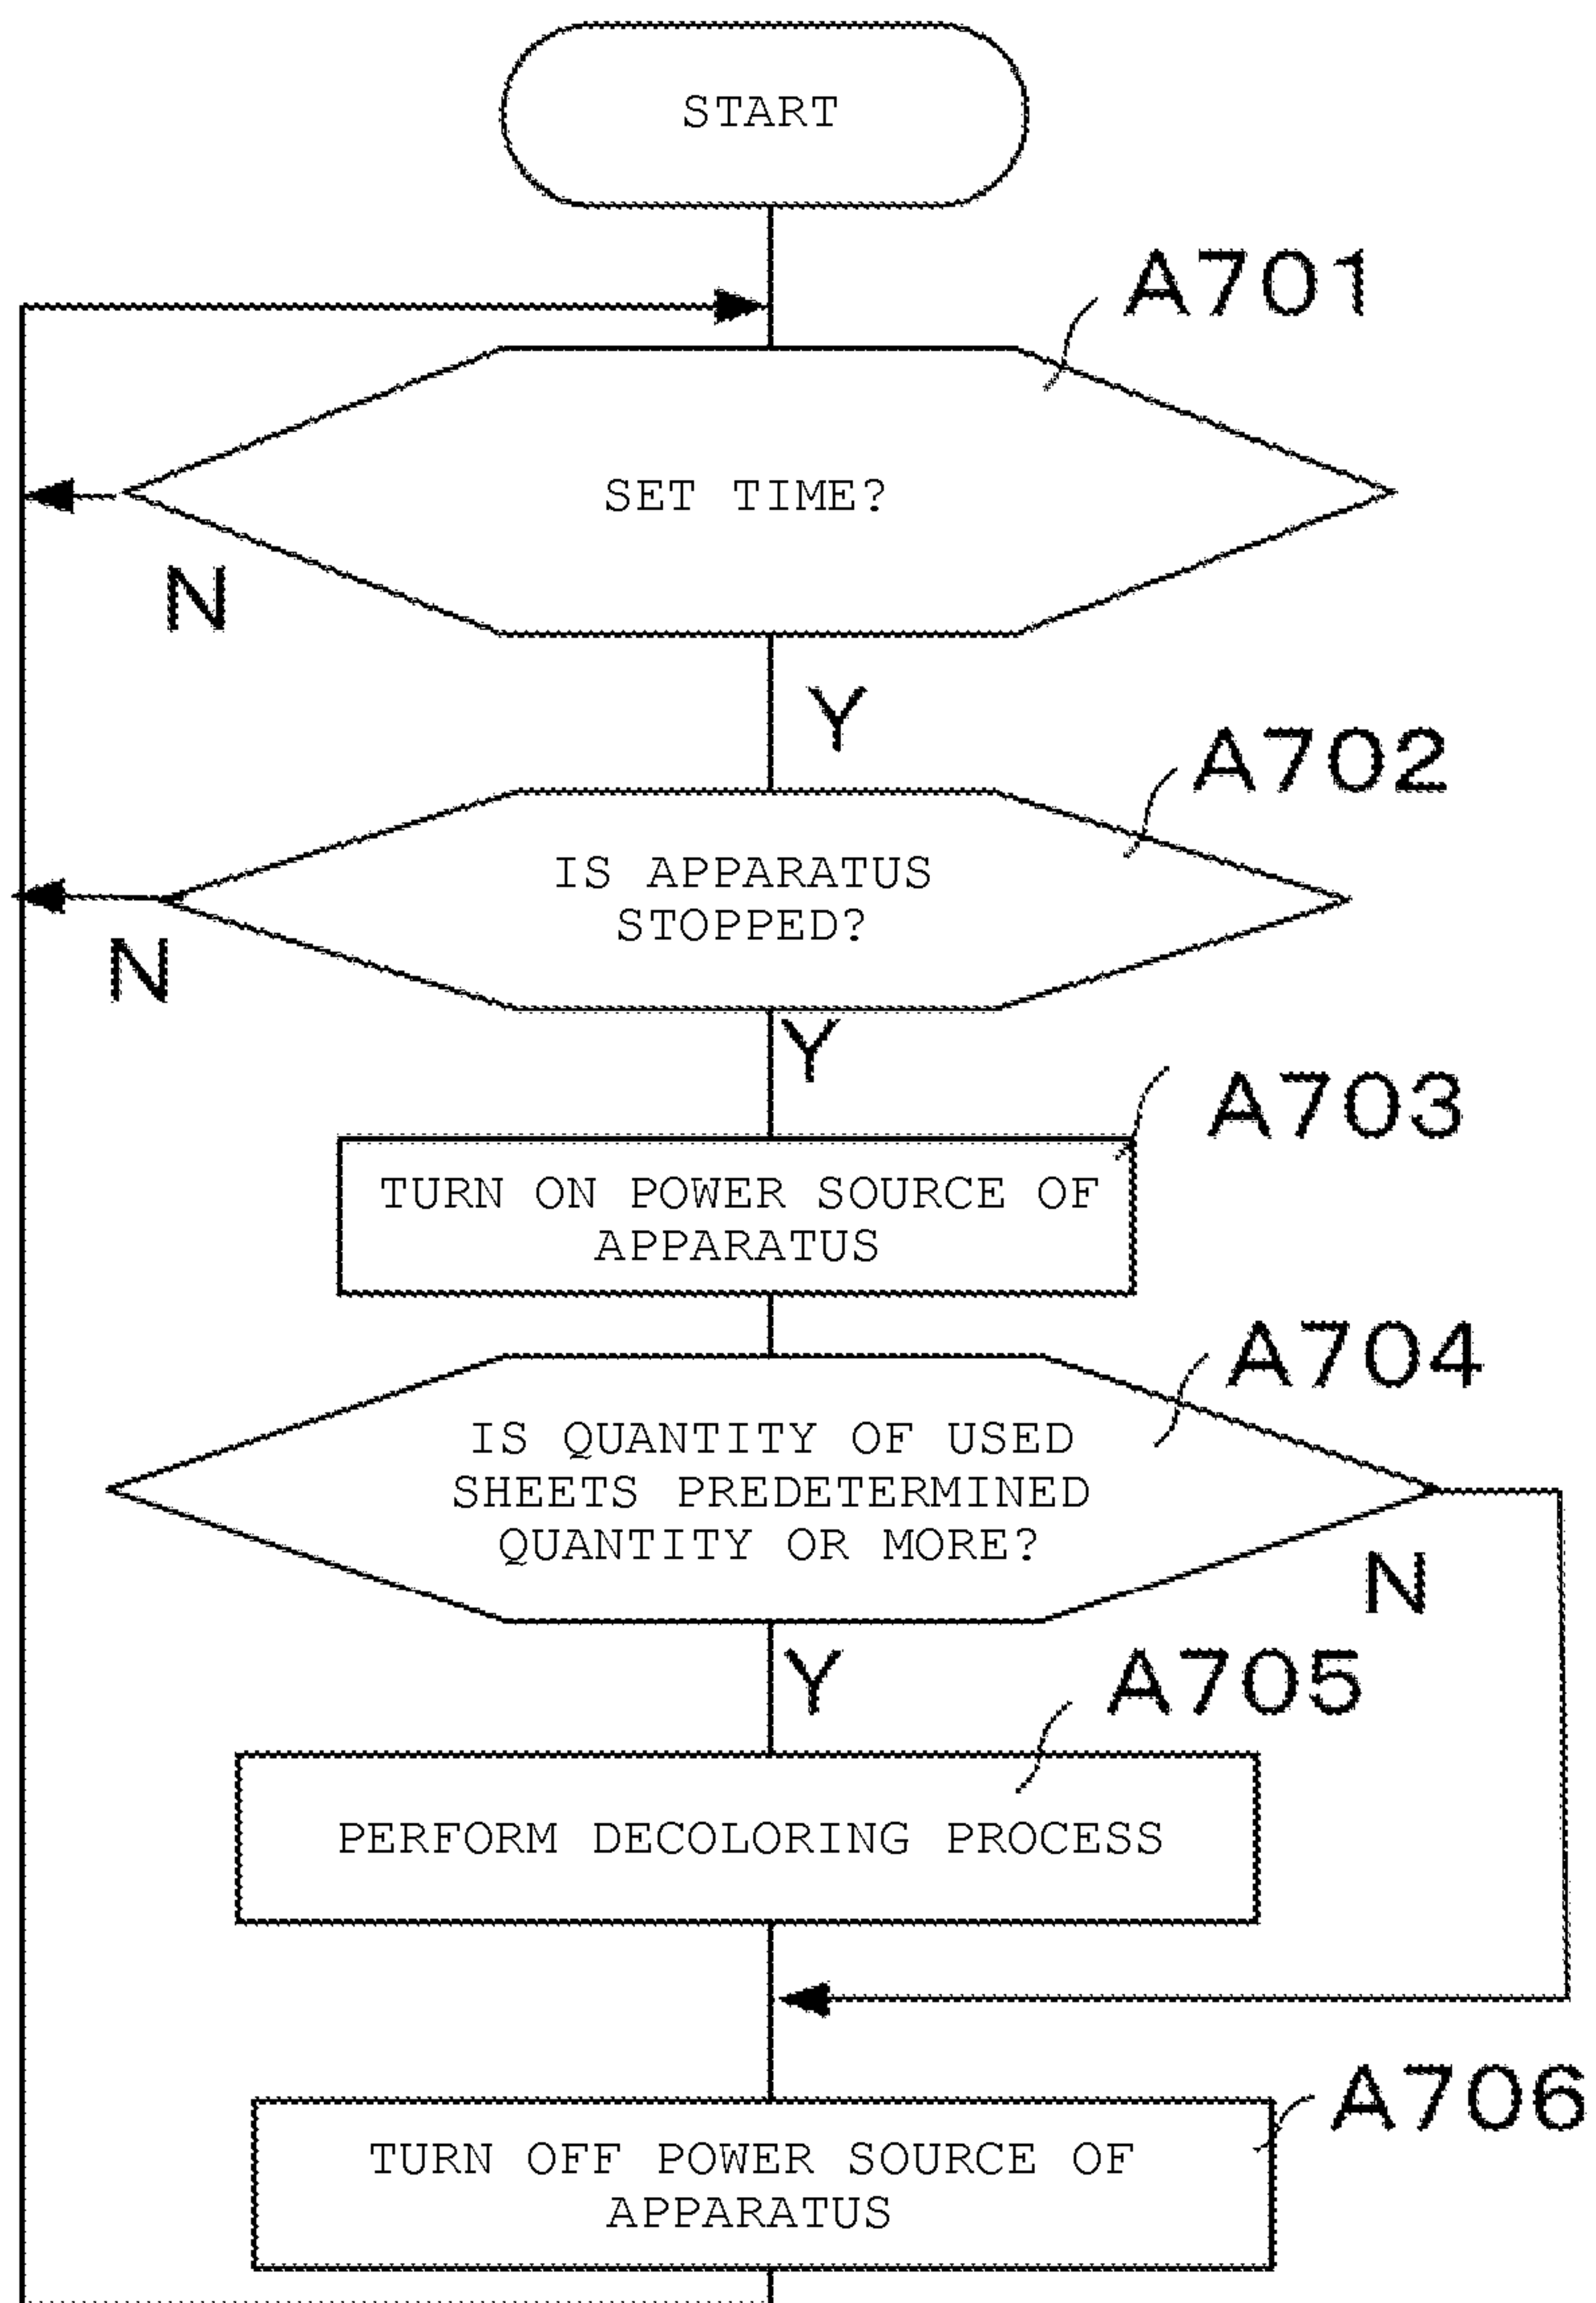 START
A701
SET TIME?
N
Y
A702
IS APPARATUS
STOPPED?
N
Y
A703
TURN ON POWER SOURCE OF
APPARATUS
A704
IS QUANTITY OF USED
SHEETS PREDETERMINED
QUANTITY OR MORE?
N
Y
A705
PERFORM DECOLORING PROCESS
A706
TURN OFF POWER SOURCE OF
APPARATUS